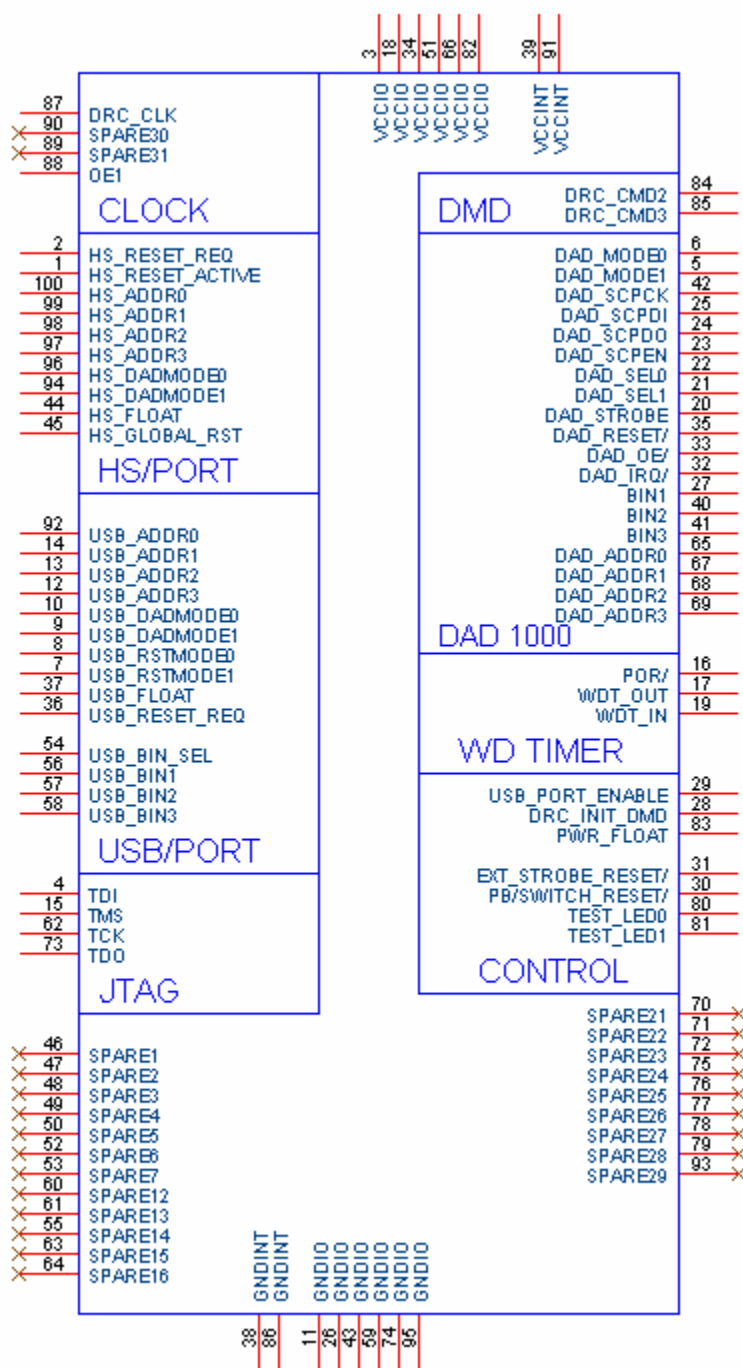 3 18 34 51 66 82 39 91
VCCIO VCCIO VCCIO VCCIO VCCIO VCCIO VCCINT VCCINT
87 DRC_CLK
90 SPARE30
89 SPARE31
88 OE1
CLOCK
2 HS_RESET_REQ
1 HS_RESET_ACTIVE
100 HS_ADDR0
99 HS_ADDR1
98 HS_ADDR2
97 HS_ADDR3
96 HS_DADMODE0
94 HS_DADMODE1
44 HS_FLOAT
45 HS_GLOBAL_RST
HS/PORT
92 USB_ADDR0
14 USB_ADDR1
13 USB_ADDR2
12 USB_ADDR3
10 USB_DADMODE0
9 USB_DADMODE1
8 USB_RSTMODE0
7 USB_RSTMODE1
37 USB_FLOAT
36 USB_RESET_REQ
54 USB_BIN_SEL
56 USB_BIN1
57 USB_BIN2
58 USB_BIN3
USB/PORT
4 TDI
15 TMS
62 TCK
73 TDO
JTAG
46 SPARE1
47 SPARE2
48 SPARE3
49 SPARE4
50 SPARE5
52 SPARE6
53 SPARE7
60 SPARE12
61 SPARE13
55 SPARE14
63 SPARE15
64 SPARE16
DRC_CMD2 84
DRC_CMD3 85
DMD
DAD_MODE0 6
DAD_MODE1 5
DAD_SCPCK 42
DAD_SCPDI 25
DAD_SCPDO 24
DAD_SCPEN 23
DAD_SEL0 22
DAD_SEL1 21
DAD_STROBE 20
DAD_RESET/ 35
DAD_OE/ 33
DAD_IRQ/ 32
BIN1 27
BIN2 40
BIN3 41
DAD_ADDR0 65
DAD_ADDR1 67
DAD_ADDR2 68
DAD_ADDR3 69
DAD 1000
POR/ 16
WDT_OUT 17
WDT_IN 19
WD TIMER
USB_PORT_ENABLE 29
DRC_INIT_DMD 28
PWR_FLOAT 83
EXT_STROBE_RESET/ 31
PB/SWITCH_RESET/ 30
TEST_LED0 80
TEST_LED1 81
CONTROL
SPARE21 70
SPARE22 71
SPARE23 72
SPARE24 75
SPARE25 76
SPARE26 77
SPARE27 78
SPARE28 79
SPARE29 93
GNDINT GNDINT GNDIO GNDIO GNDIO GNDIO GNDIO GNDIO
38 86 11 26 43 59 74 95